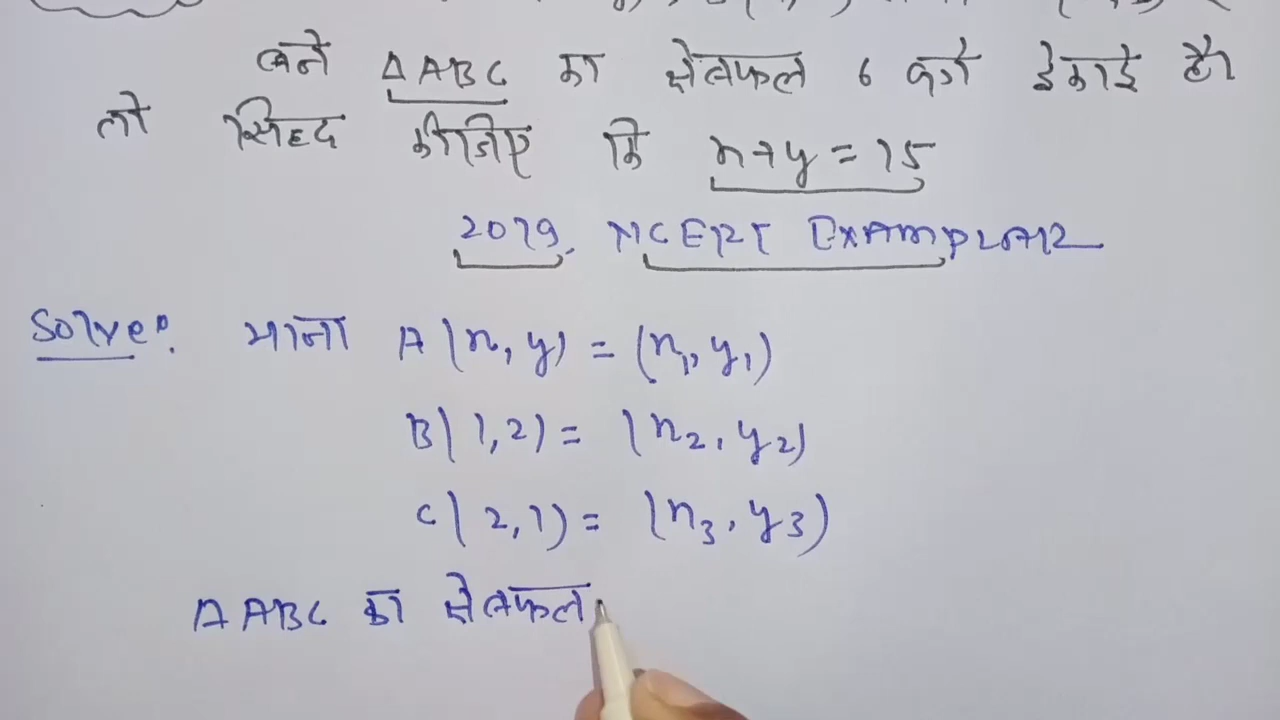 बने ΔABC का क्षेत्रफल 6 वर्ग इकाई है।
तो सिद्ध कीजिए कि x+y = 15
2019, NCERT EXAMPLAR
Solve:
माना A(x, y) = (x1, y1)
B(1,2) = (x2, y2)
C(2,1) = (x3, y3)
ΔABC का क्षेत्रफल